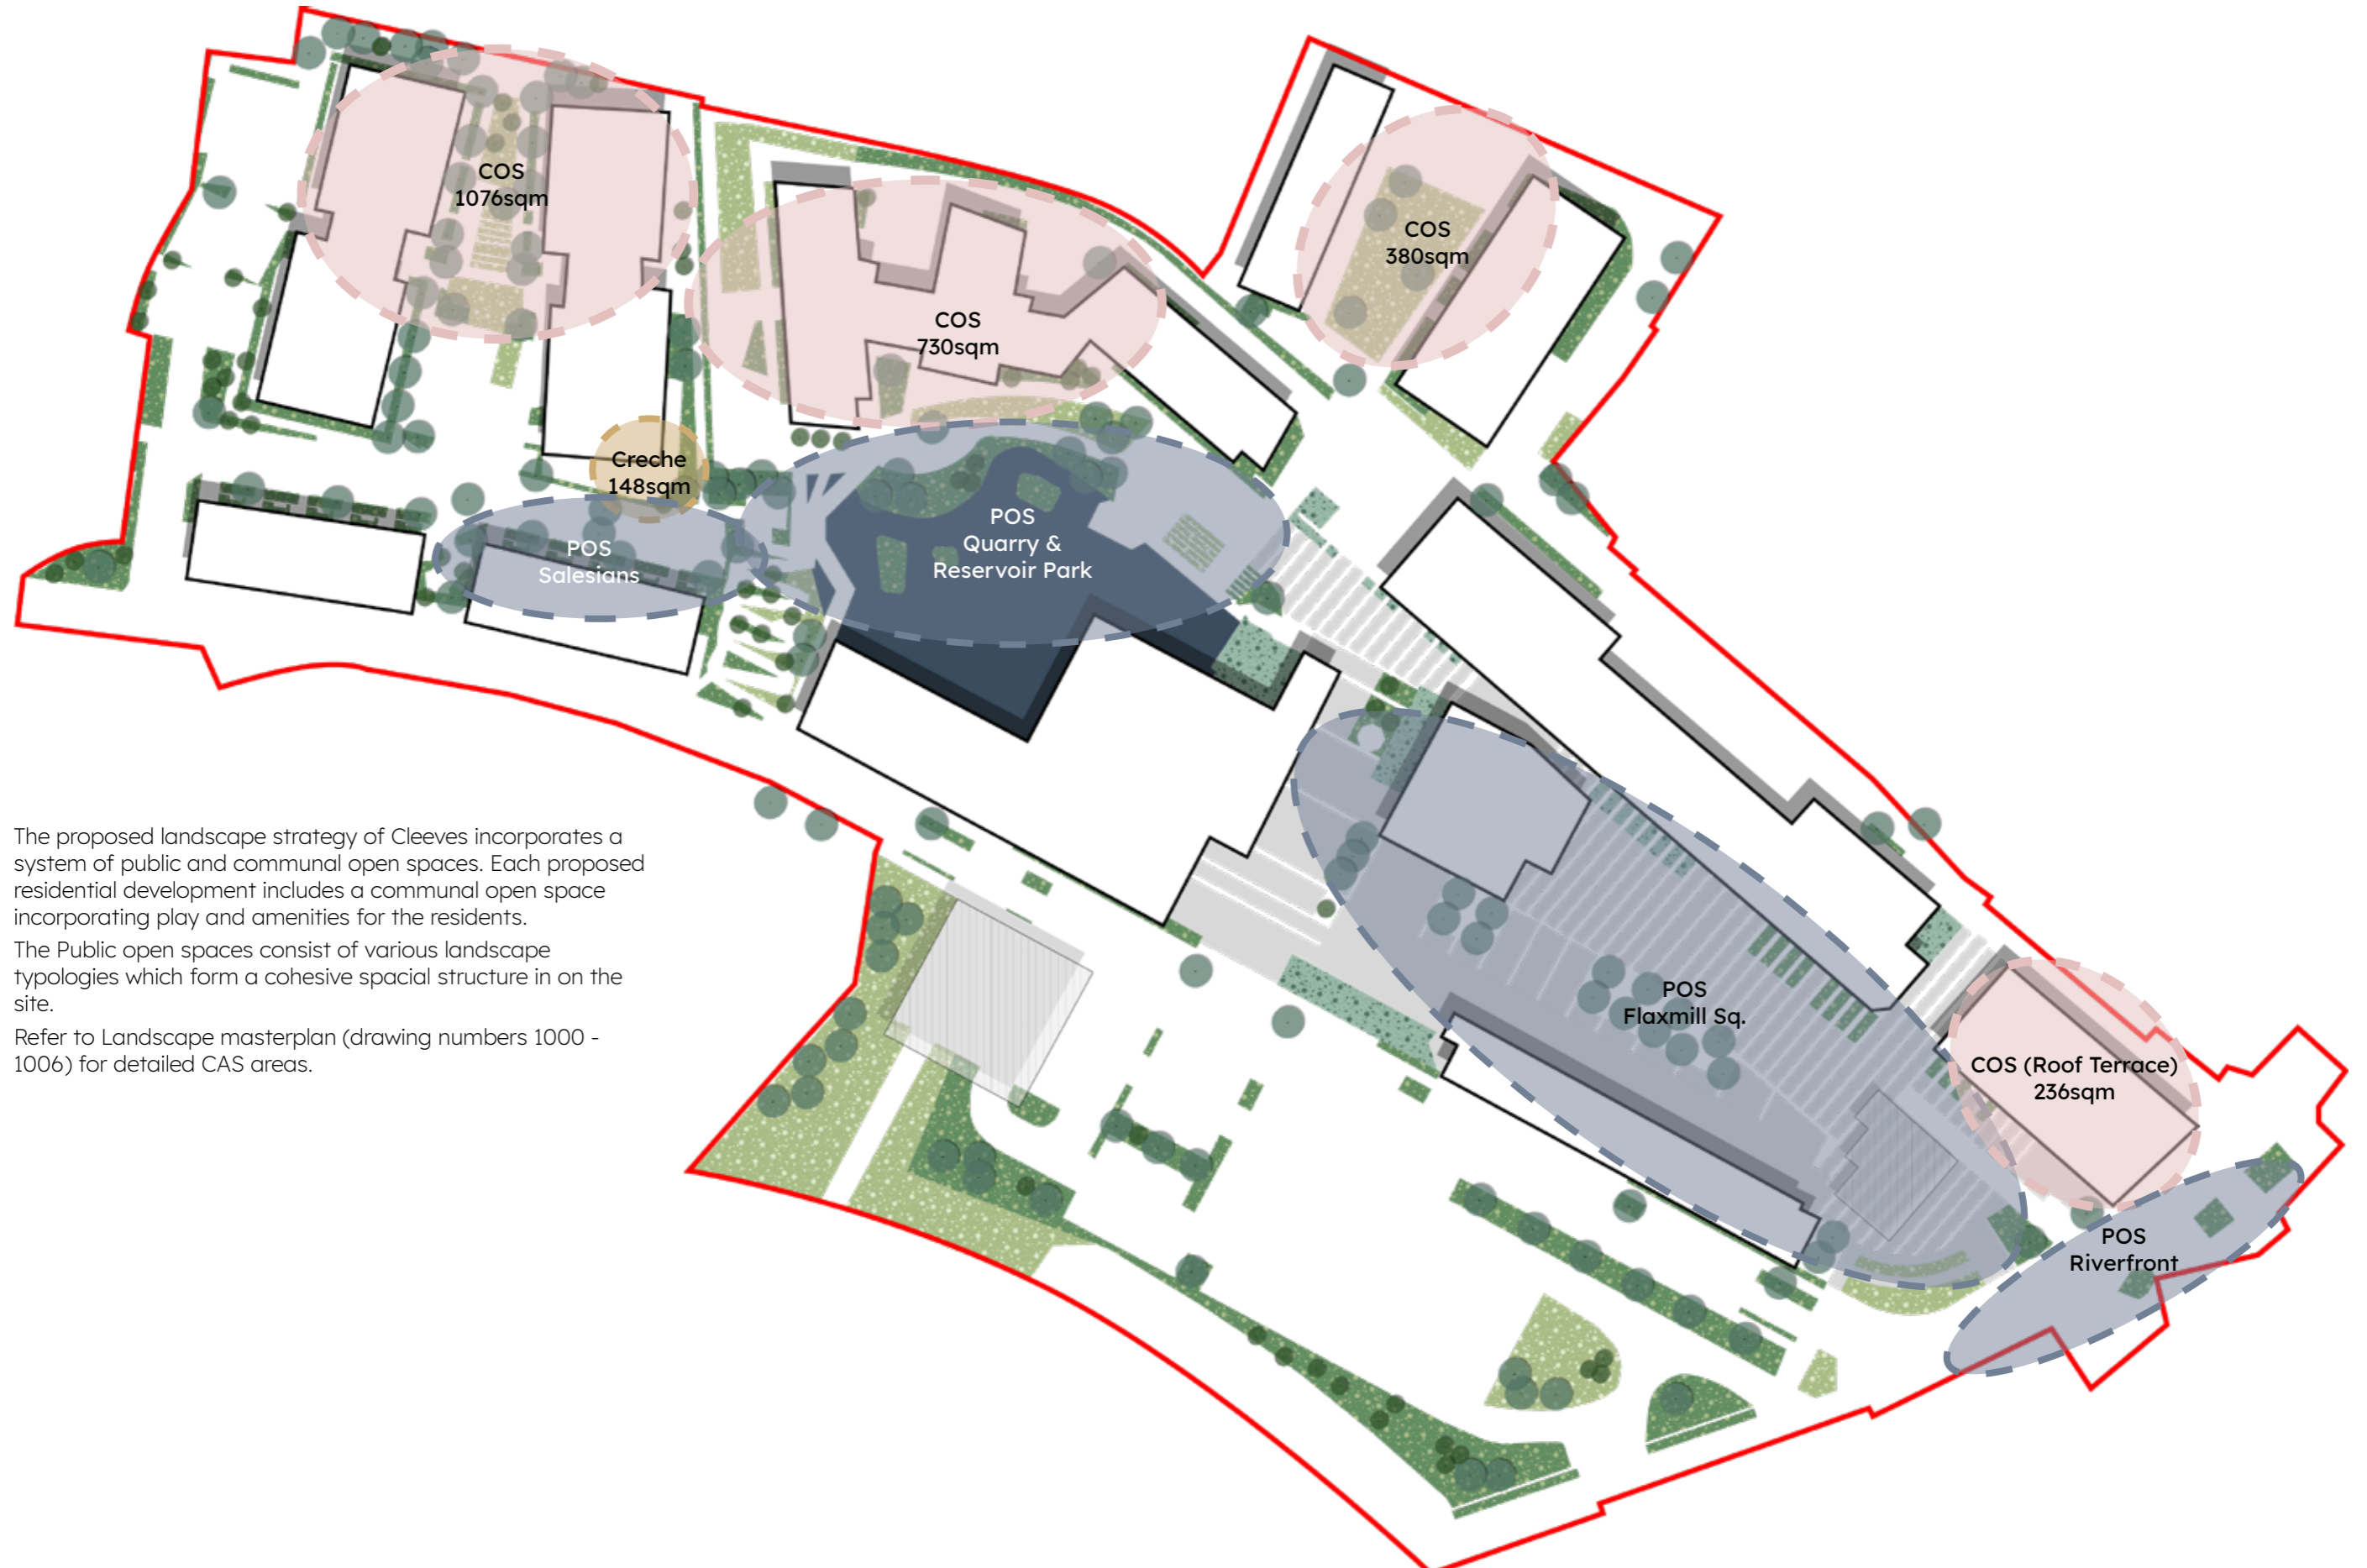 COS
1076sqm
COS
380sqm
COS
730sqm
Creche
148sqm
POS
Salesians
POS
Quarry &
Reservoir Park
The proposed landscape strategy of Cleeves incorporates a
system of public and communal open spaces. Each proposed
residential development includes a communal open space
incorporating play and amenities for the residents.
The Public open spaces consist of various landscape
typologies which form a cohesive spacial structure in on the
site.
Refer to Landscape masterplan (drawing numbers 1000 -
1006) for detailed CAS areas.
POS
Flaxmill Sq.
COS (Roof Terrace)
236sqm
POS
Riverfront